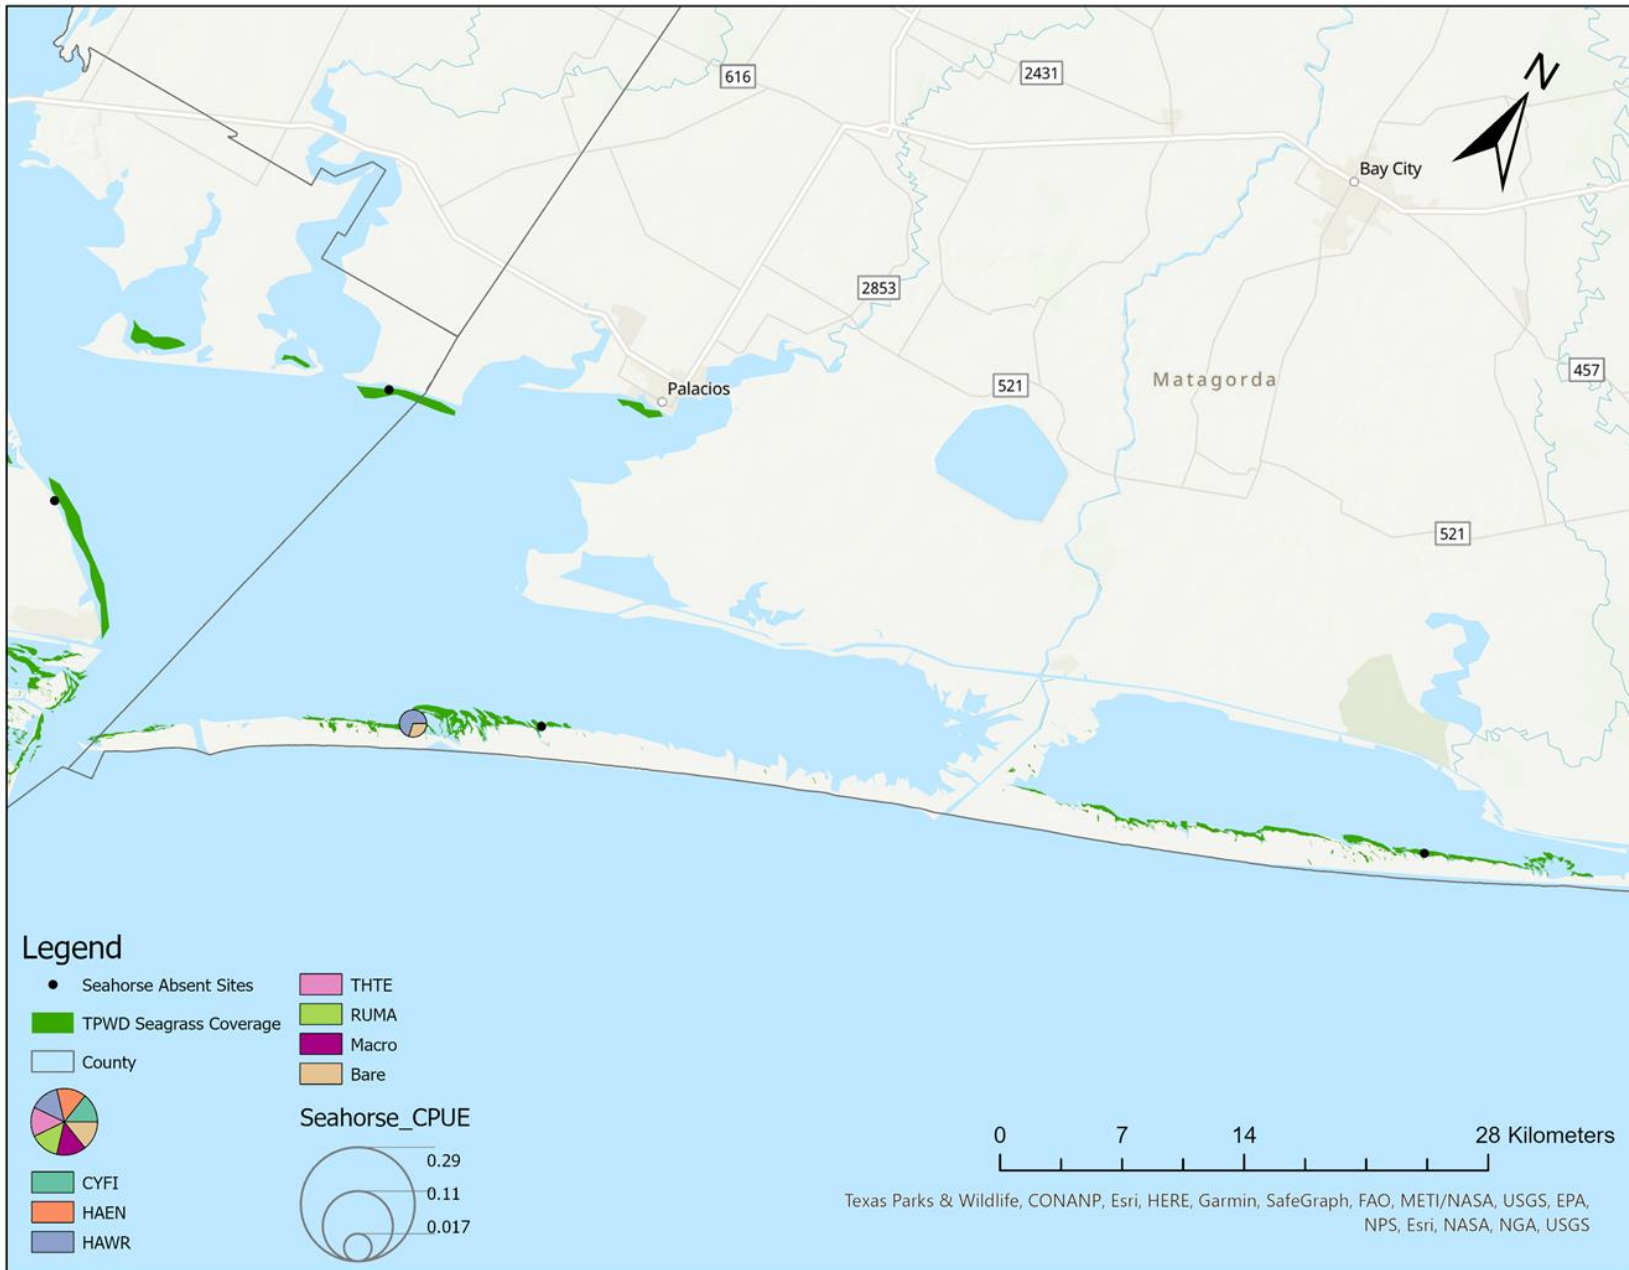 616
2431
N
Bay City
2853
Palacios
521
Matagorda
457
521
Legend
Seahorse Absent Sites
TPWD Seagrass Coverage
County
CYFI
HAEN
HAWR
THTE
RUMA
Macro
Bare
Seahorse_CPUE
0.29
0.11
0.017
0 7 14 28 Kilometers
Texas Parks & Wildlife, CONANP, Esri, HERE, Garmin, SafeGraph, FAO, METI/NASA, USGS, EPA,
NPS, Esri, NASA, NGA, USGS